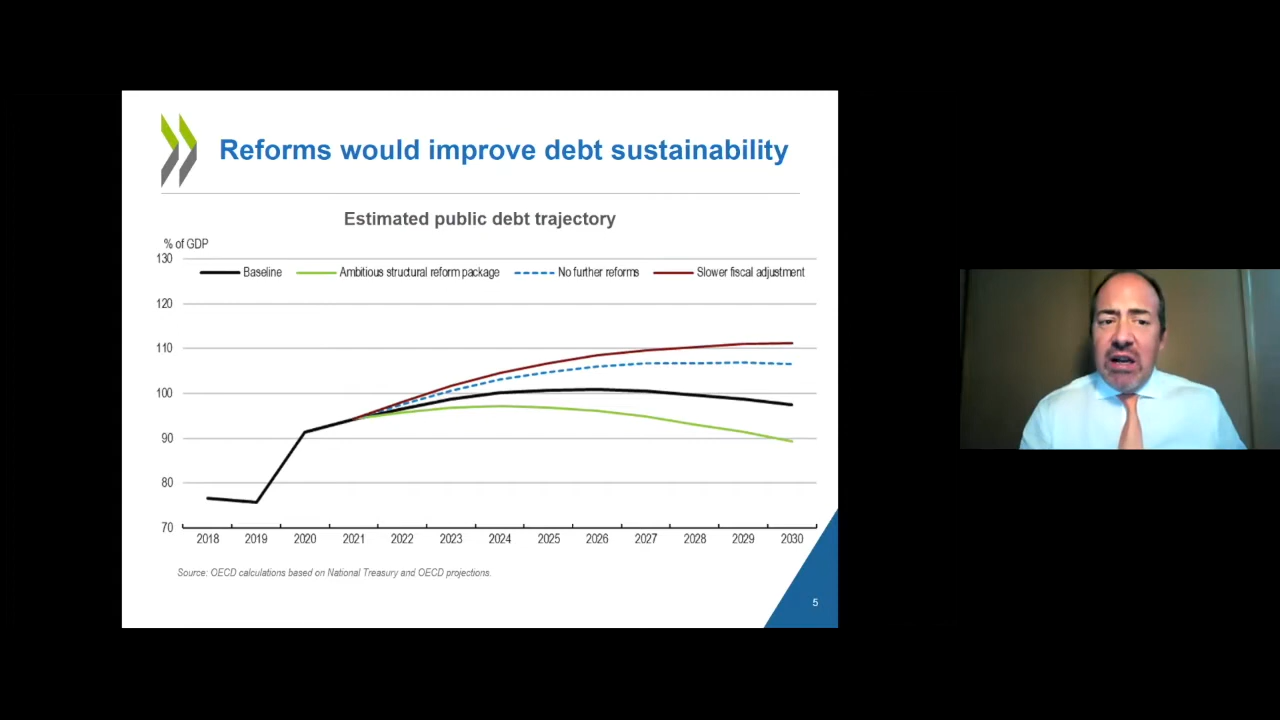 Reforms would improve debt sustainability
Estimated public debt trajectory
% of GDP
130
Baseline Ambitious structural reform package No further reforms Slower fiscal adjustment
120
110
100
90
80
70
2018 2019 2020 2021 2022 2023 2024 2025 2026 2027 2028 2029 2030
Source: OECD calculations based on National Treasury and OECD projections.
5